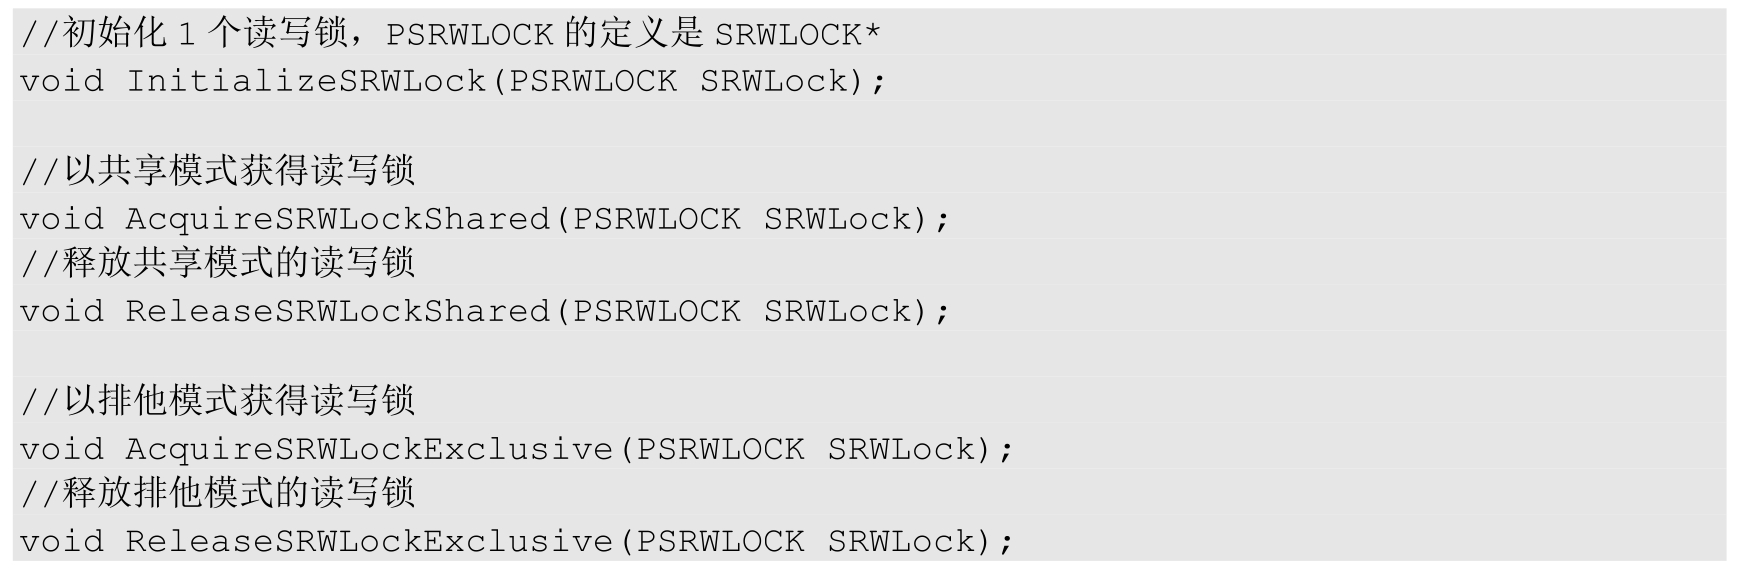 //初始化 1 个读写锁，PSRWLOCK 的定义是 SRWLOCK*
void InitializeSRWLock(PSRWLOCK SRWLock);
//以共享模式获得读写锁
void AcquireSRWLockShared(PSRWLOCK SRWLock);
//释放共享模式的读写锁
void ReleaseSRWLockShared(PSRWLOCK SRWLock);
//以排他模式获得读写锁
void AcquireSRWLockExclusive(PSRWLOCK SRWLock);
//释放排他模式的读写锁
void ReleaseSRWLockExclusive(PSRWLOCK SRWLock);